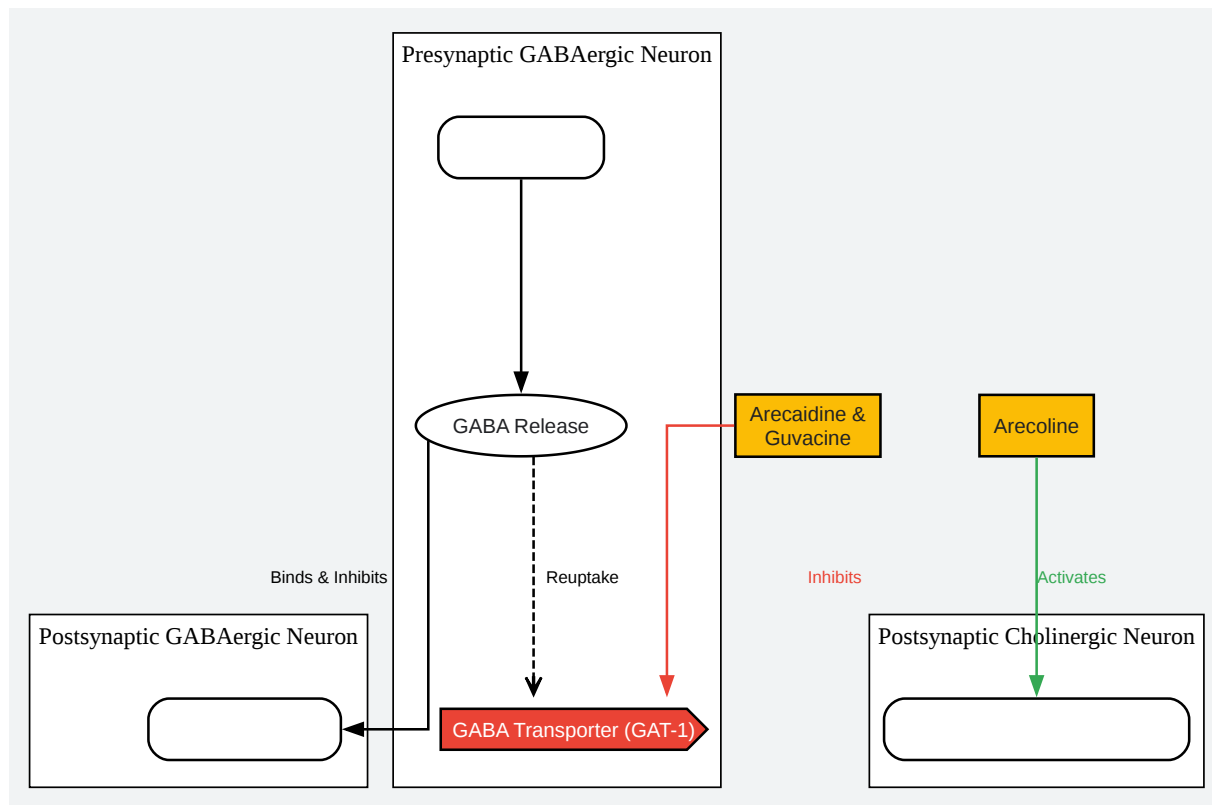 Presynaptic GABAergic Neuron
GABA Release
Arecaidine &
Guvacine
Arecoline
Binds & Inhibits
Reuptake
Inhibits
Activates
Postsynaptic GABAergic Neuron
Postsynaptic Cholinergic Neuron
GABA Transporter (GAT-1)